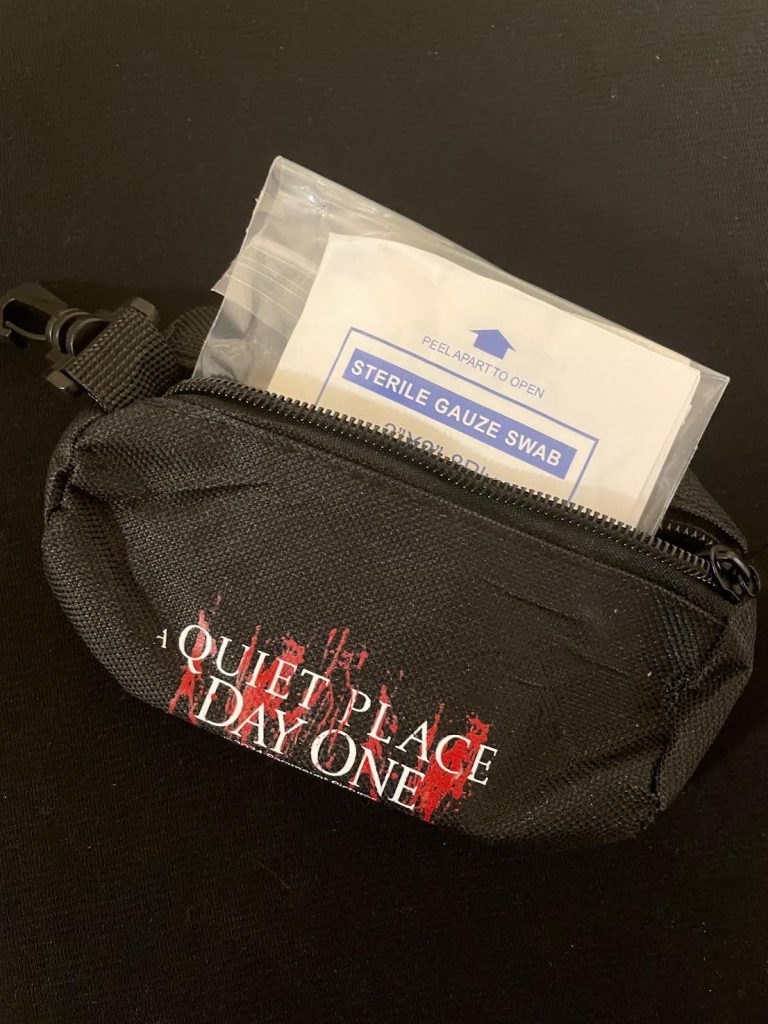 PEEL APART TO OPEN
STERILE GAUZE SWAB
A QUIET PLACE
DAY ONE